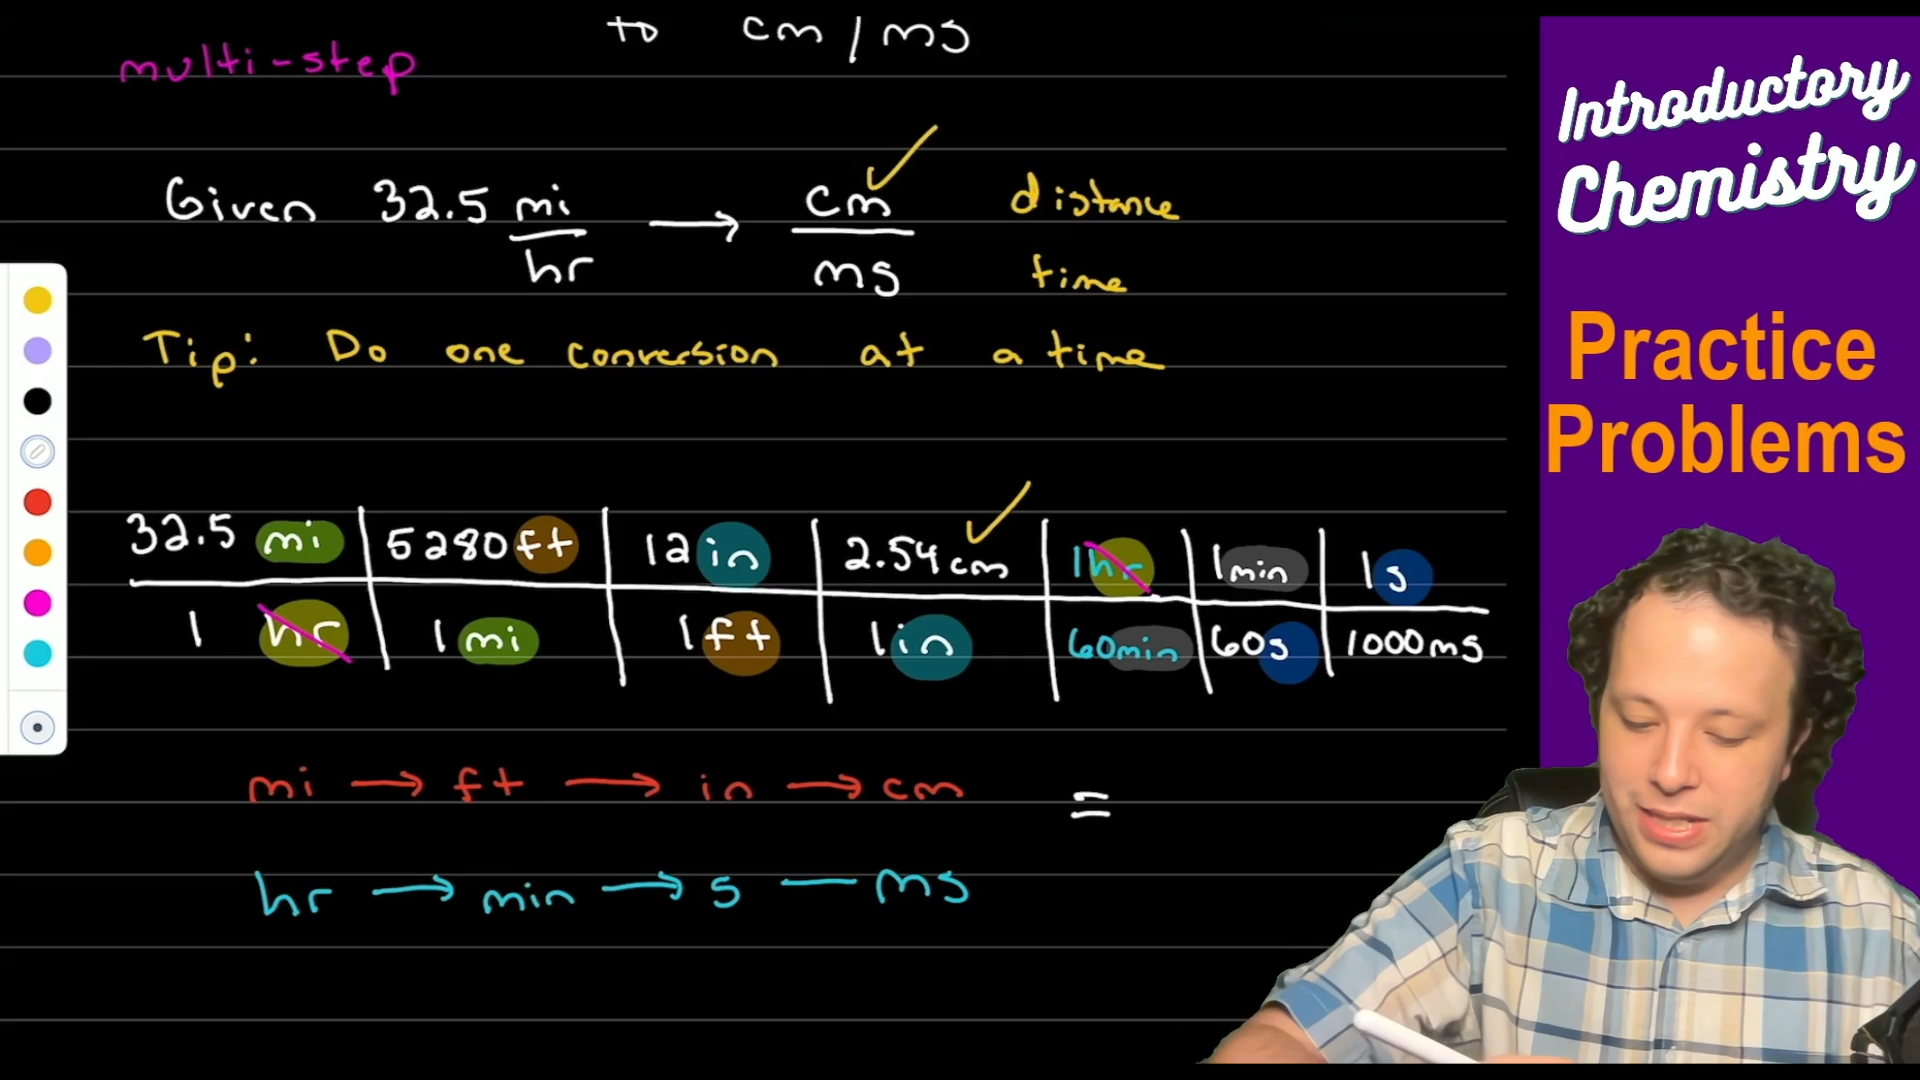 to cm/ms
multi-step
Given 32.5 mi/hr → cm/ms distance time
Tip: Do one conversion at a time
32.5 mi | 5280 ft | 12 in | 2.54 cm | 1 hr | 1 min | 1 s
1 hr | 1 mi | 1 ft | 1 in | 60 min | 60 s | 1000 ms
mi → ft → in → cm =
hr → min → s — ms
Introductory
Chemistry
Practice
Problems